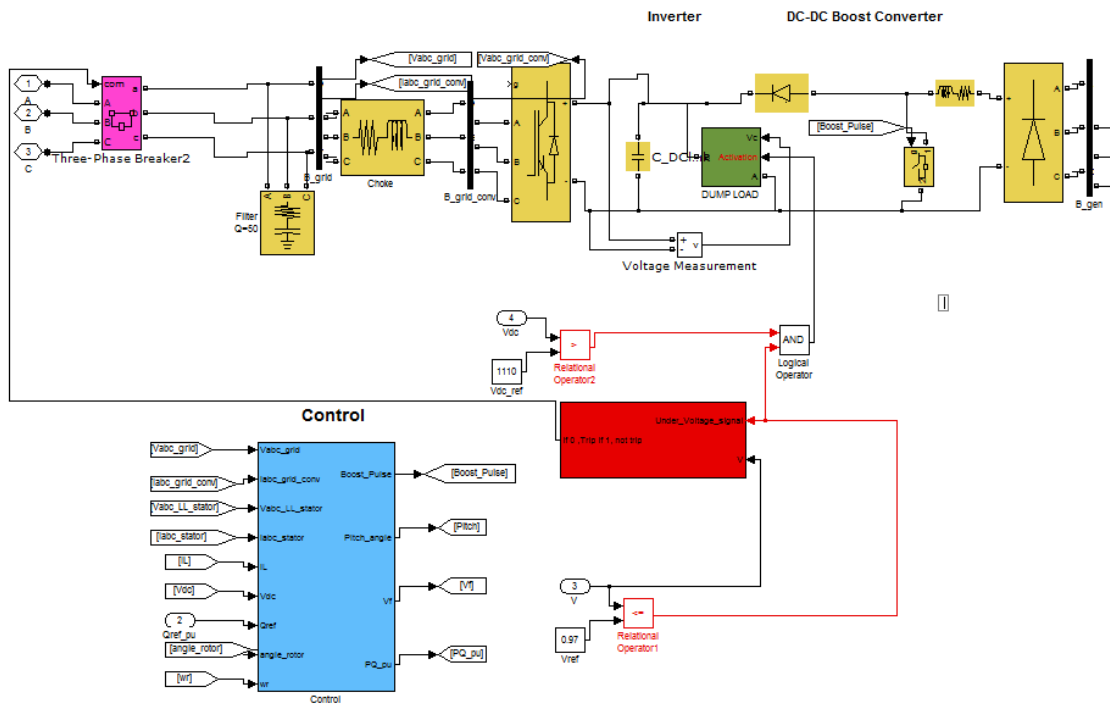 Inverter
DC-DC Boost Converter
[Vabc_grid]
[Vabc_grid_conv]
[Iabc_grid_conv]
1
A
2
B
3
C
com
A
B
C
a
b
c
Three-Phase Breaker2
A
B
C
Filter
Q=50
B_grid
A
B
C
A
B
C
Choke
B_grid_conv
g
A
B
C
+
-
Vc
Activation
A
DUMP LOAD
[Boost_Pulse]
1
+
-
A
B
C
B_gen
+
-
v
Voltage Measurement
4
Vdc
1110
Vdc_ref
>
Relational
Operator2
AND
Logical
Operator
Under_Voltage_signal
If 0 ,Trip if 1, not trip
V
3
V
0.97
Vref
<=
Relational
Operator1
Control
[Vabc_grid]
[Iabc_grid_conv]
[Vabc_LL_stator]
[Iabc_stator]
[IL]
[Vdc]
2
Qref_pu
[angle_rotor]
[wr]
Vabc_grid
Iabc_grid_conv
Vabc_LL_stator
Iabc_stator
IL
Vdc
Qref
angle_rotor
wr
Boost_Pulse
Pitch_angle
Vf
PQ_pu
[Boost_Pulse]
[Pitch]
[Vf]
[PQ_pu]
Control